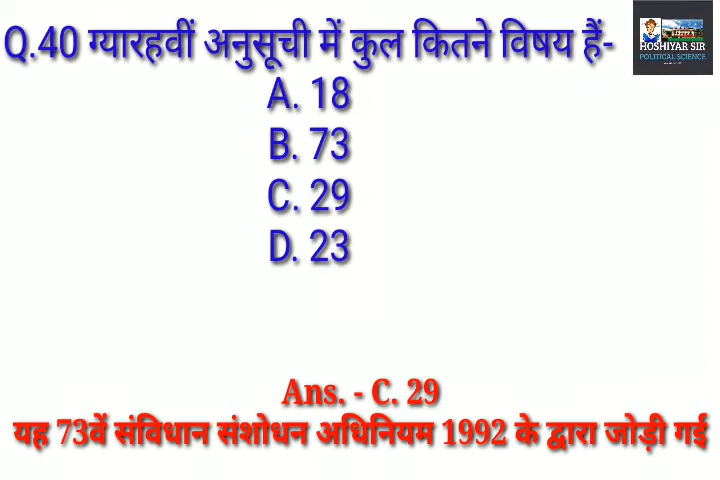 Q.40 ग्यारहवीं अनुसूची में कुल कितने विषय हैं-
HOSHIYAR SIR
POLITICAL SCIENCE
A. 18
B. 73
C. 29
D. 23
Ans. - C. 29
यह 73वें संविधान संशोधन अधिनियम 1992 के द्वारा जोड़ी गई